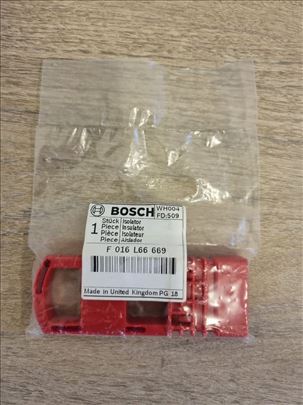 BOSCH WH004
FD:509
1 Stück Isolator
Piece Insulator
Pièce Isolateur
Pieza Aislador
F 016 L66 669
Made in United Kingdom PG 18